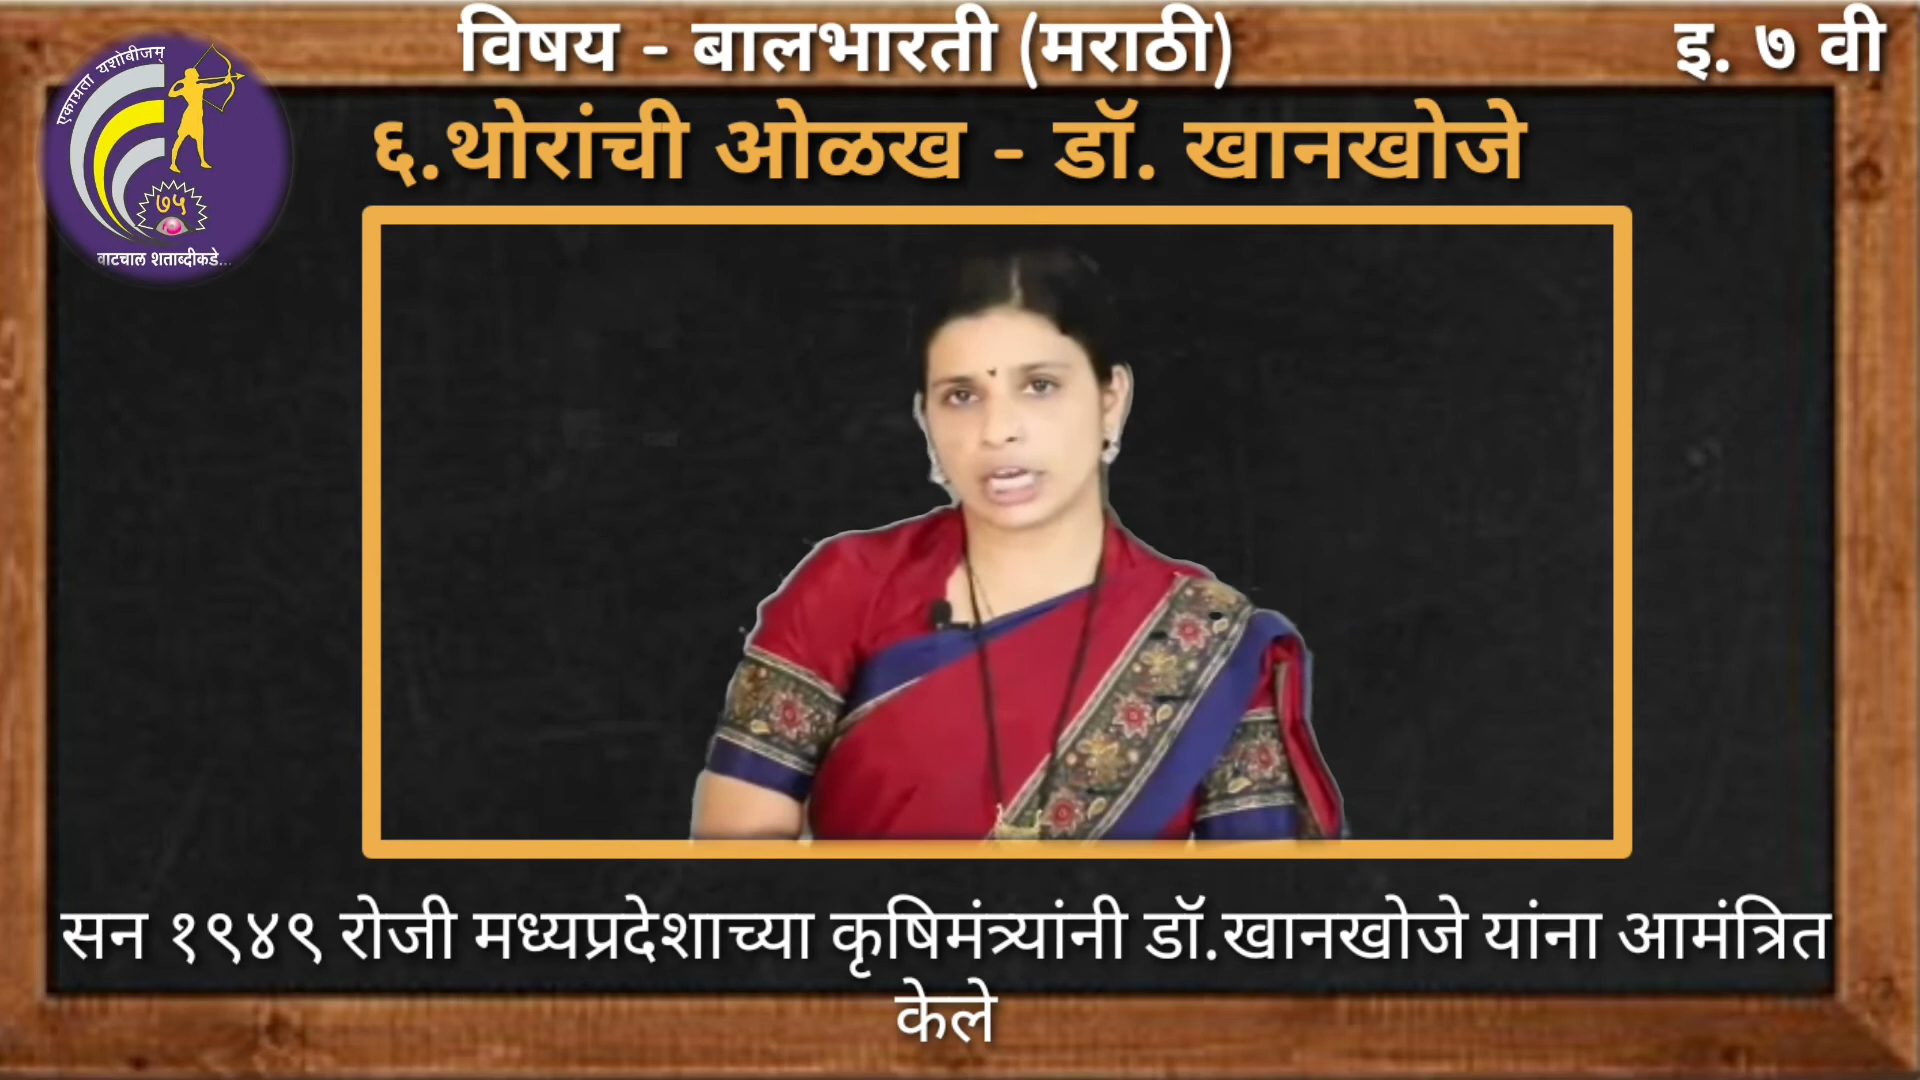 विषय - बालभारती (मराठी)
इ. ७ वी
एकाग्रता यशोबीजम्
७५
वाटचाल शताब्दीकडे...
६.थोरांची ओळख - डॉ. खानखोजे
सन १९४९ रोजी मध्यप्रदेशाच्या कृषिमंत्र्यांनी डॉ.खानखोजे यांना आमंत्रित
केले